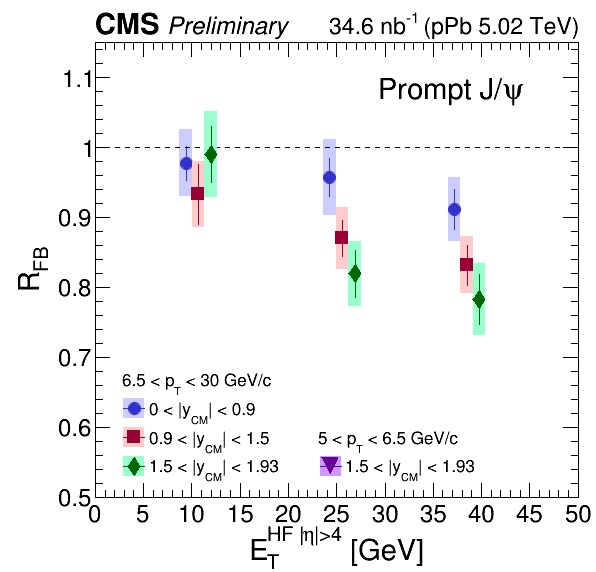 CMS Preliminary 34.6 nb⁻¹ (pPb 5.02 TeV)
Prompt J/ψ
1.1
1
0.9
0.8
0.7
0.6
0.5
R_FB
6.5 < p_T < 30 GeV/c
0 < |y_CM| < 0.9
0.9 < |y_CM| < 1.5
1.5 < |y_CM| < 1.93
5 < p_T < 6.5 GeV/c
1.5 < |y_CM| < 1.93
0 5 10 15 20 25 30 35 40 45 50
E_T^HF |η|>4 [GeV]